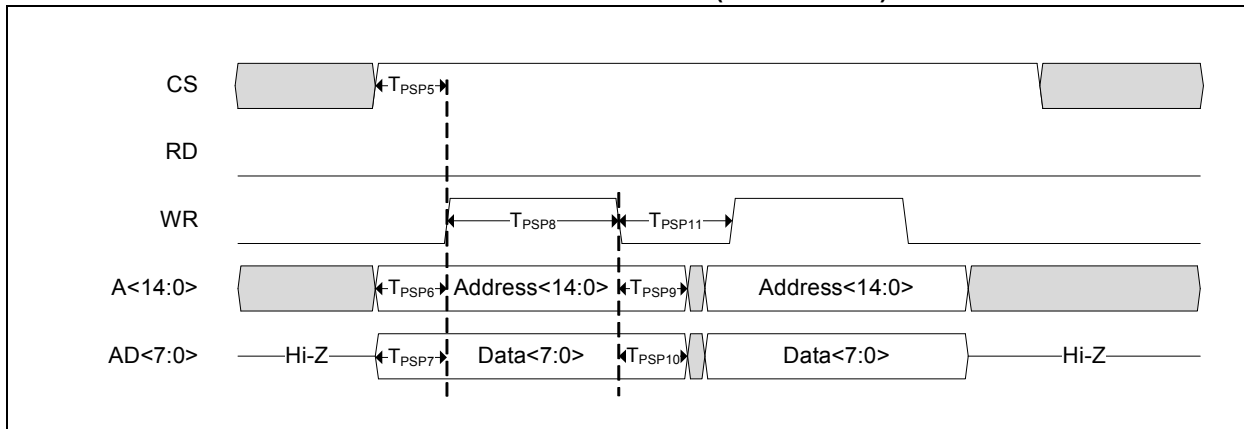 CS
TPSP5
RD
WR
TPSP8
TPSP11
A<14:0>
TPSP6
Address<14:0>
TPSP9
Address<14:0>
AD<7:0>
Hi-Z
TPSP7
Data<7:0>
TPSP10
Data<7:0>
Hi-Z